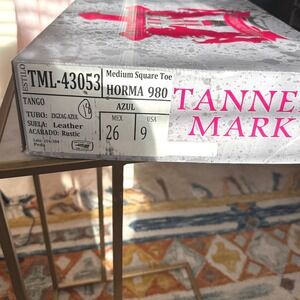 ESTILO
TML-43053
Medium Square Toe
HORMA 980
TANGO
AZUL
TUBO: ZIGZAG AZUL
SUELA: Leather
ACABADO: Rustic
MEX
26
USA
9
TANNE
MARK